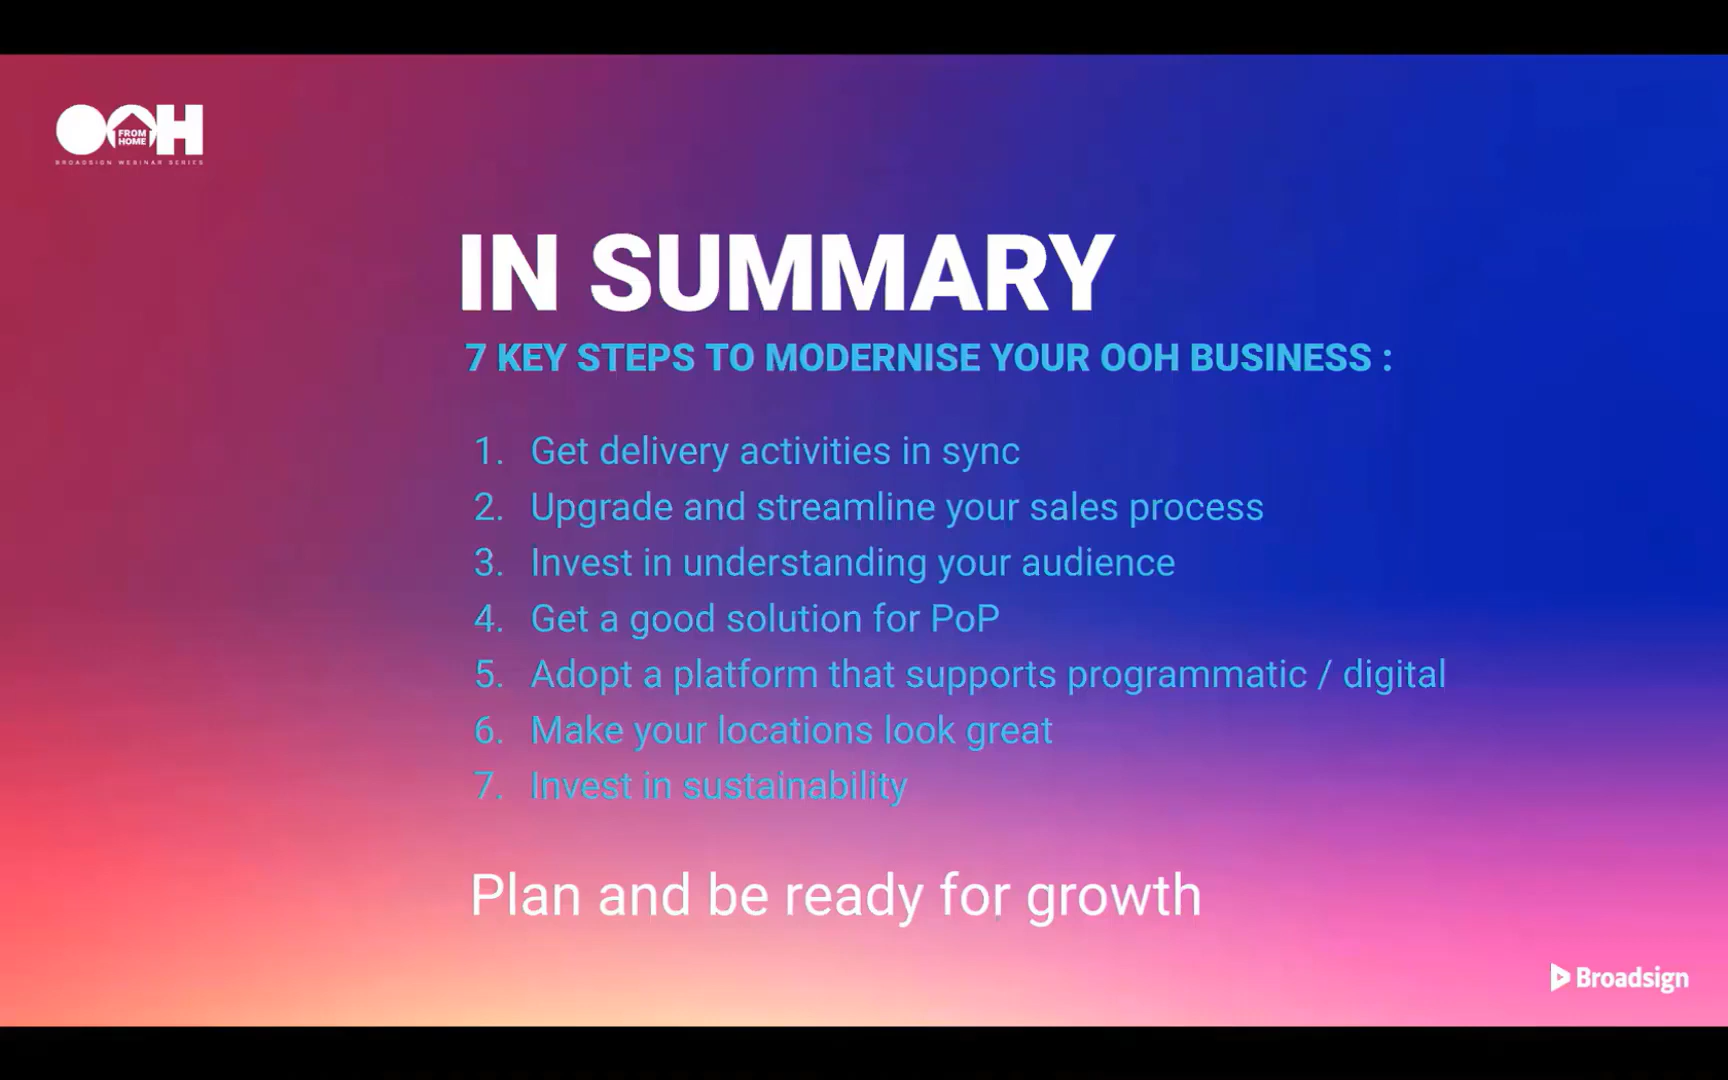 OOH
FROM
HOME
BROADSIGN WEBINAR SERIES
IN SUMMARY
7 KEY STEPS TO MODERNISE YOUR OOH BUSINESS :
1. Get delivery activities in sync
2. Upgrade and streamline your sales process
3. Invest in understanding your audience
4. Get a good solution for PoP
5. Adopt a platform that supports programmatic / digital
6. Make your locations look great
7. Invest in sustainability
Plan and be ready for growth
Broadsign